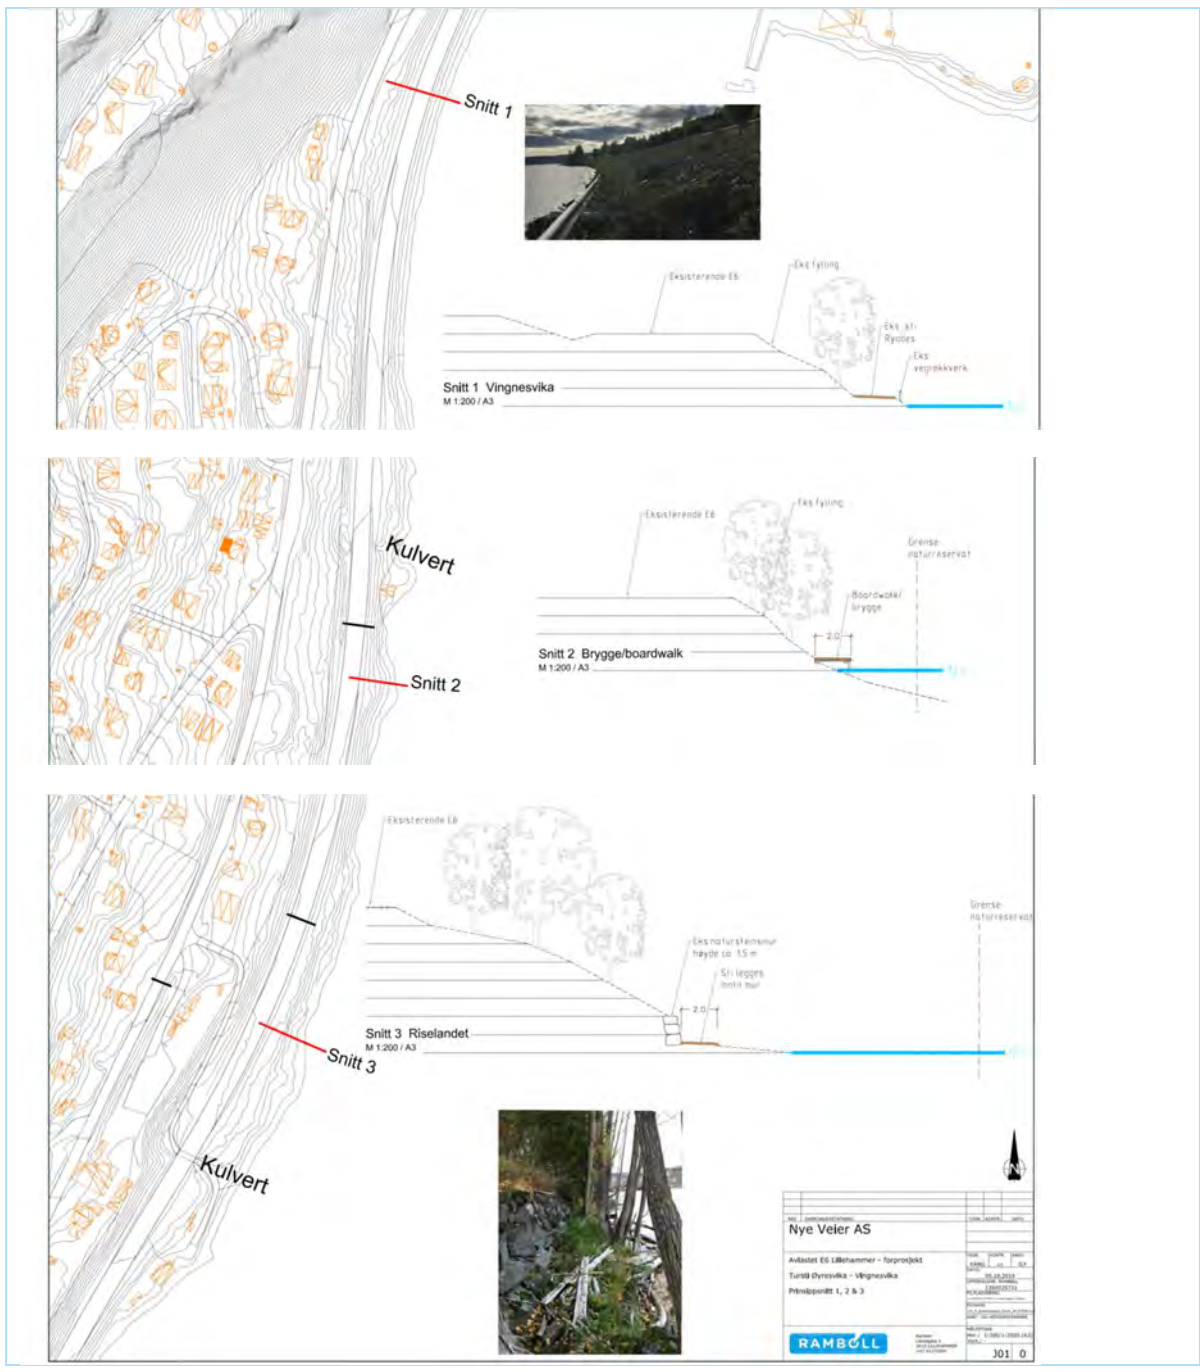 Snitt 1
Eksisterende E6
Eks fylling
Eks sti-
Ryddes
Eks
vegrekkverk
Snitt 1 Vingnesvika
M 1:200 / A3
Kulvert
Snitt 2
Eksisterende E6
Eks fylling
Grense-
naturreservat
Boardwalk/
brygge
2.0
Snitt 2 Brygge/boardwalk
M 1:200 / A3
Eksisterende E6
Grense-
naturreservat
Eks natursteinsmur
høyde ca 1,5 m
Sti legges
inntil mur
2.0
Snitt 3 Riselandet
M 1:200 / A3
Snitt 3
Kulvert
N
Nye Veier AS
Avlastet E6 Lillehammer - forprosjekt
Tursti Øyresvika - Vingnesvika
Prinsippsnitt 1, 2 & 3
RAMBOLL
J01 0